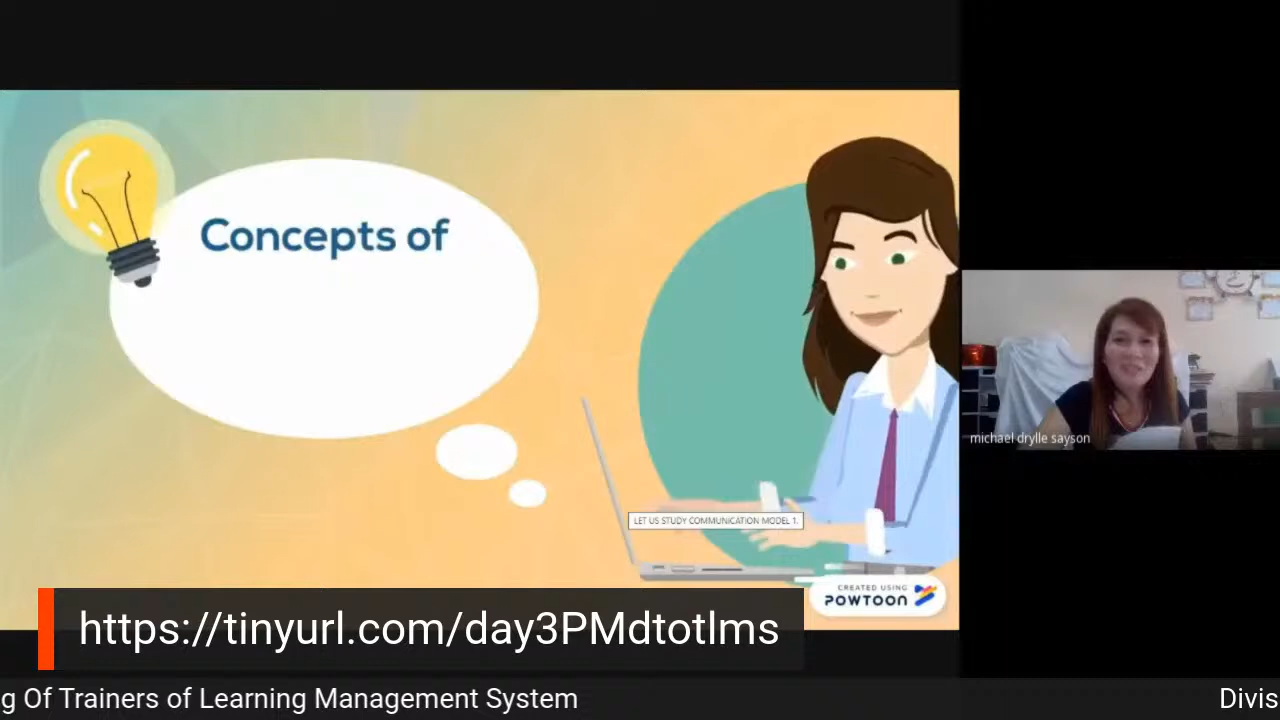 Concepts of
LET US STUDY COMMUNICATION MODEL 1.
CREATED USING
POWTOON
michael drylle sayson
https://tinyurl.com/day3PMdtotlms
g Of Trainers of Learning Management System
Divis